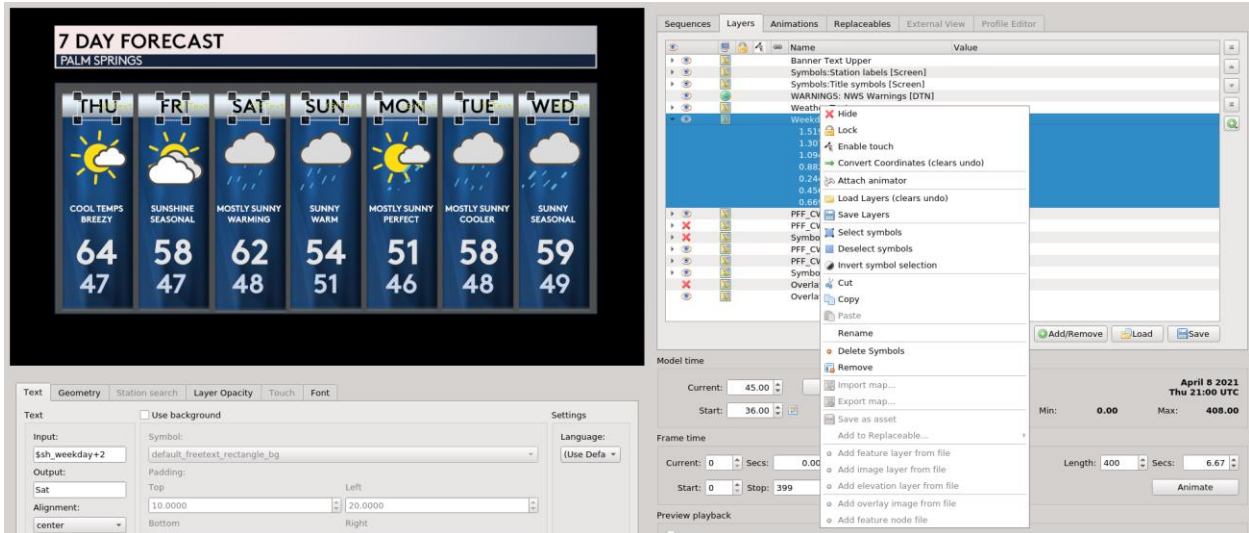 7 DAY FORECAST
PALM SPRINGS
THU FRI SAT SUN MON TUE WED
COOL TEMPS BREEZY
SUNSHINE SEASONAL
MOSTLY SUNNY WARMING
SUNNY WARM
MOSTLY SUNNY PERFECT
MOSTLY SUNNY COOLER
SUNNY SEASONAL
64 58 62 54 51 58 59
47 47 48 51 46 48 49
Text Geometry Station search Layer Opacity Touch Font
Text
Use background
Settings
Input:
Symbol:
Language:
$sh_weekday+2
default_freetext_rectangle_bg
(Use Defa
Output:
Padding:
Sat
Top Left
Alignment:
10.0000 20.0000
center
Bottom Right
Sequences Layers Animations Replaceables External View Profile Editor
Name Value
Banner Text Upper
Symbols:Station labels [Screen]
Symbols:Title symbols [Screen]
WARNINGS: NWS Warnings [DTN]
Hide
Lock
Enable touch
Convert Coordinates (clears undo)
Attach animator
Load Layers (clears undo)
Save Layers
Select symbols
Deselect symbols
Invert symbol selection
Cut
Copy
Paste
Rename
Delete Symbols
Remove
Import map...
Export map...
Save as asset
Add to Replaceable...
Add feature layer from file
Add image layer from file
Add elevation layer from file
Add overlay image from file
Add feature node file
Add/Remove Load Save
Model time
Current: 45.00
April 8 2021
Thu 21:00 UTC
Start: 36.00
Min: 0.00 Max: 408.00
Frame time
Current: 0 Secs: 0.00
Length: 400 Secs: 6.67
Start: 0 Stop: 399
Animate
Preview playback